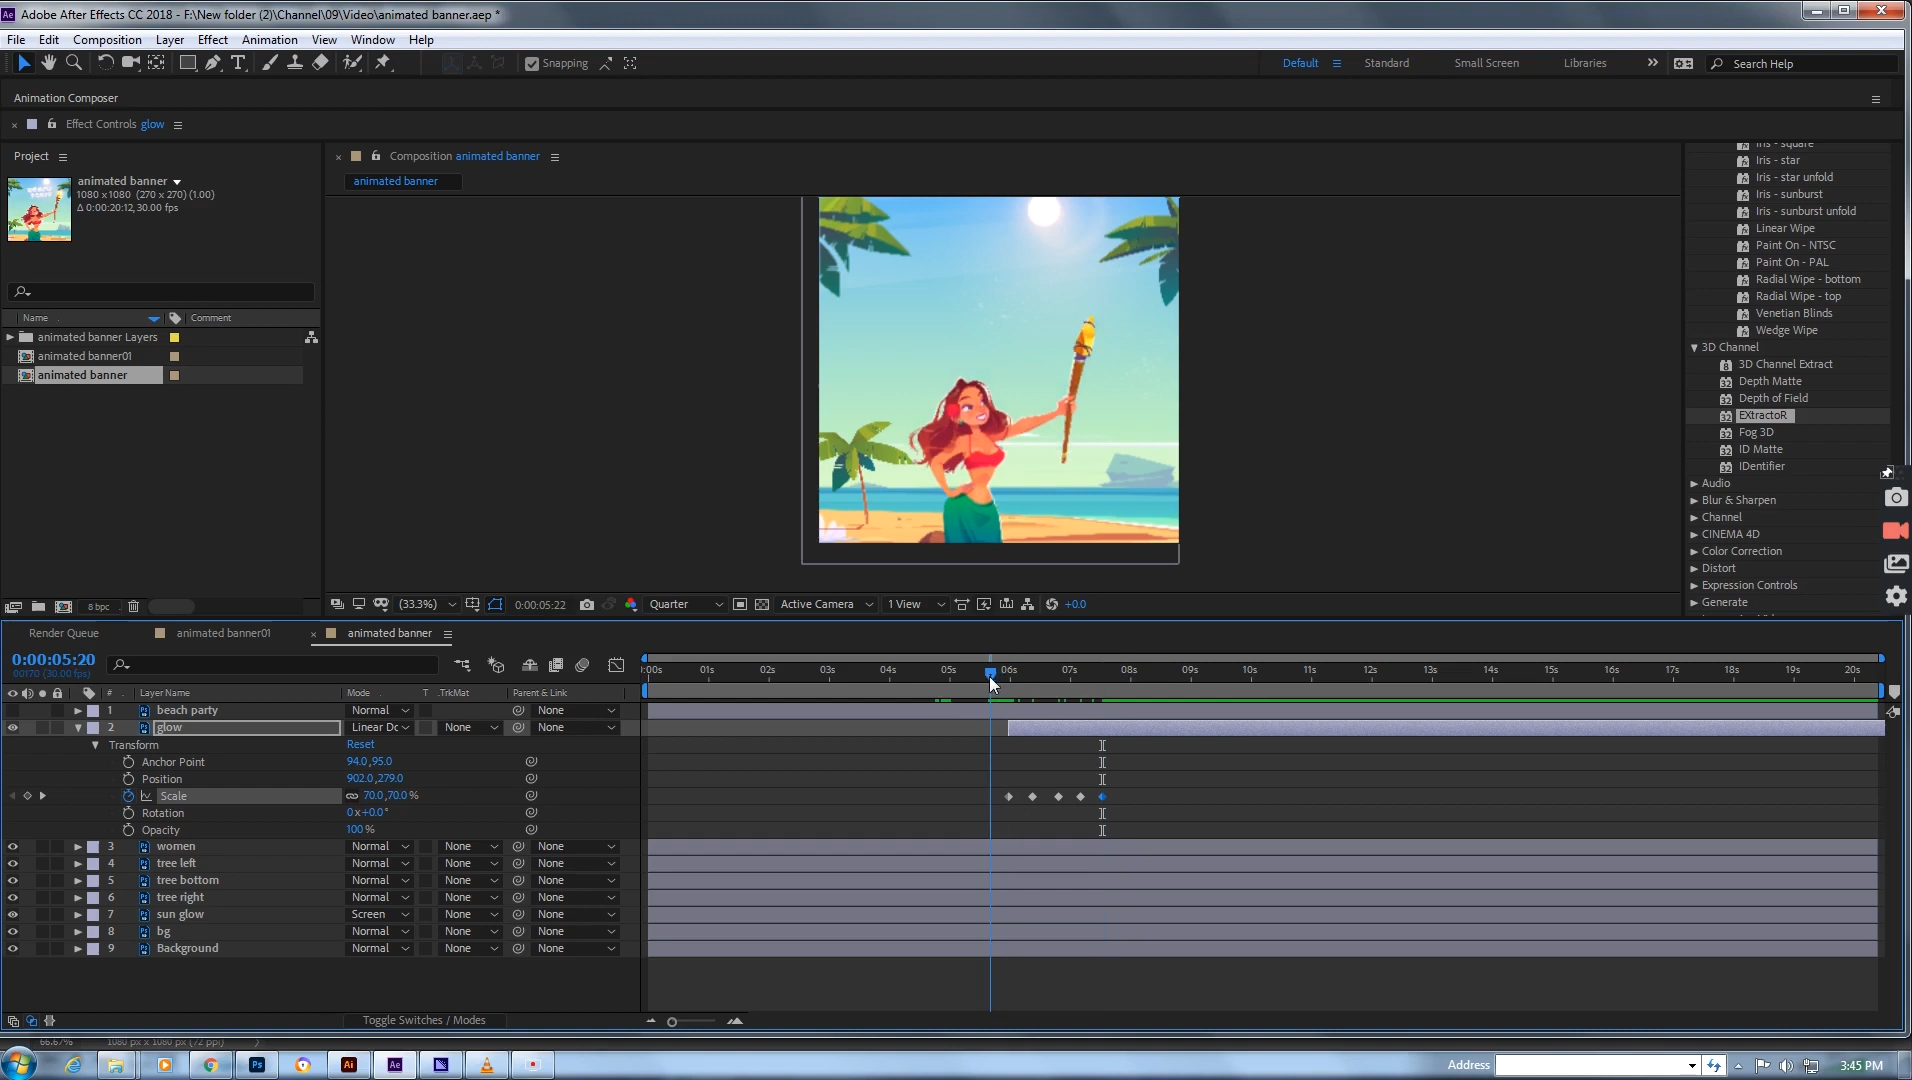 Adobe After Effects CC 2018 - F:\New folder (2)\Channel\09\Video\animated banner.aep *
File Edit Composition Layer Effect Animation View Window Help
Snapping Default Standard Small Screen Libraries Search Help
Animation Composer
Effect Controls glow
Project
Composition animated banner
animated banner
1080 x 1080 (270 x 270) (1.00)
Δ 0:00:20:12, 30.00 fps
animated banner
Name Comment
animated banner Layers
animated banner01
animated banner
8 bpc
(33.3%) 0:00:05:22 Quarter Active Camera 1 View +0.0
Iris - square
Iris - star
Iris - star unfold
Iris - sunburst
Iris - sunburst unfold
Linear Wipe
Paint On - NTSC
Paint On - PAL
Radial Wipe - bottom
Radial Wipe - top
Venetian Blinds
Wedge Wipe
3D Channel
3D Channel Extract
Depth Matte
Depth of Field
EXtractoR
Fog 3D
ID Matte
IDentifier
Audio
Blur & Sharpen
Channel
CINEMA 4D
Color Correction
Distort
Expression Controls
Generate
Render Queue animated banner01 animated banner
0:00:05:20
00170 (30.00 fps)
:00s 01s 02s 03s 04s 05s 06s 07s 08s 09s 10s 11s 12s 13s 14s 15s 16s 17s 18s 19s 20s
# Layer Name Mode T .TrkMat Parent & Link
1 beach party Normal None
2 glow Linear Dc None None
Transform Reset
Anchor Point 94.0,95.0
Position 902.0,279.0
Scale 70.0,70.0 %
Rotation 0x+0.0°
Opacity 100 %
3 women Normal None None
4 tree left Normal None None
5 tree bottom Normal None None
6 tree right Normal None None
7 sun glow Screen None None
8 bg Normal None None
9 Background Normal None None
Toggle Switches / Modes
66.67% 1080 px x 1080 px (72 ppi)
Address 3:45 PM